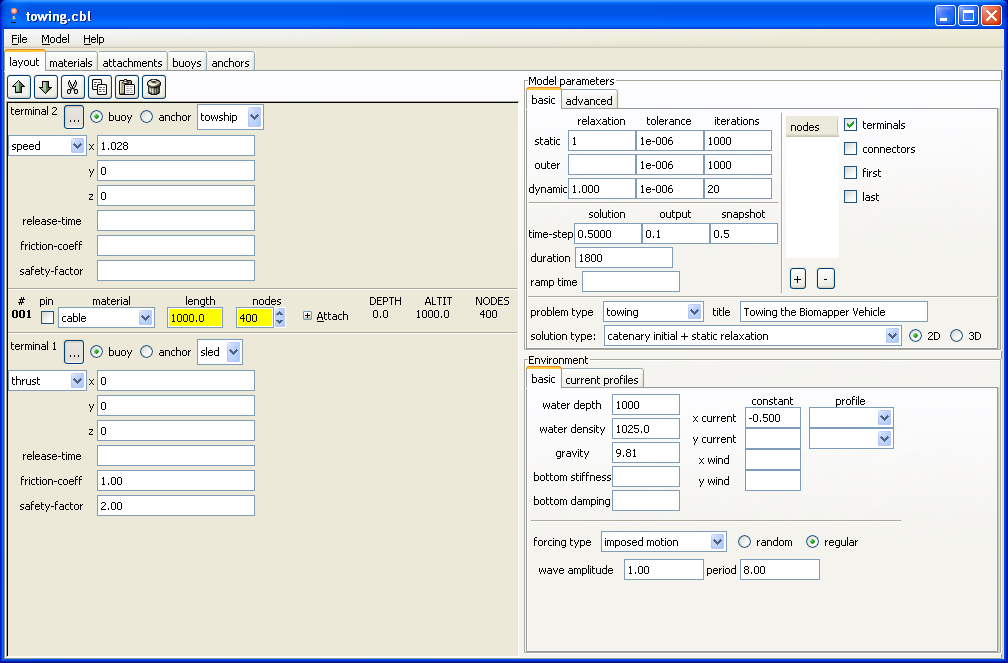 towing.cbl
File Model Help
layout materials attachments buoys anchors
terminal 2 ... buoy anchor towship
speed x 1.028
y 0
z 0
release-time
friction-coeff
safety-factor
# pin material length nodes DEPTH ALTIT NODES
001 cable 1000.0 400 Attach 0.0 1000.0 400
terminal 1 ... buoy anchor sled
thrust x 0
y 0
z 0
release-time
friction-coeff 1.00
safety-factor 2.00
Model parameters
basic advanced
relaxation tolerance iterations
static 1 1e-006 1000
outer 1e-006 1000
dynamic 1.000 1e-006 20
solution output snapshot
time-step 0.5000 0.1 0.5
duration 1800
ramp time
nodes
+ -
terminals
connectors
first
last
problem type towing title Towing the Biomapper Vehicle
solution type: catenary initial + static relaxation 2D 3D
Environment
basic current profiles
water depth 1000
water density 1025.0
gravity 9.81
bottom stiffness
bottom damping
constant profile
x current -0.500
y current
x wind
y wind
forcing type imposed motion random regular
wave amplitude 1.00 period 8.00